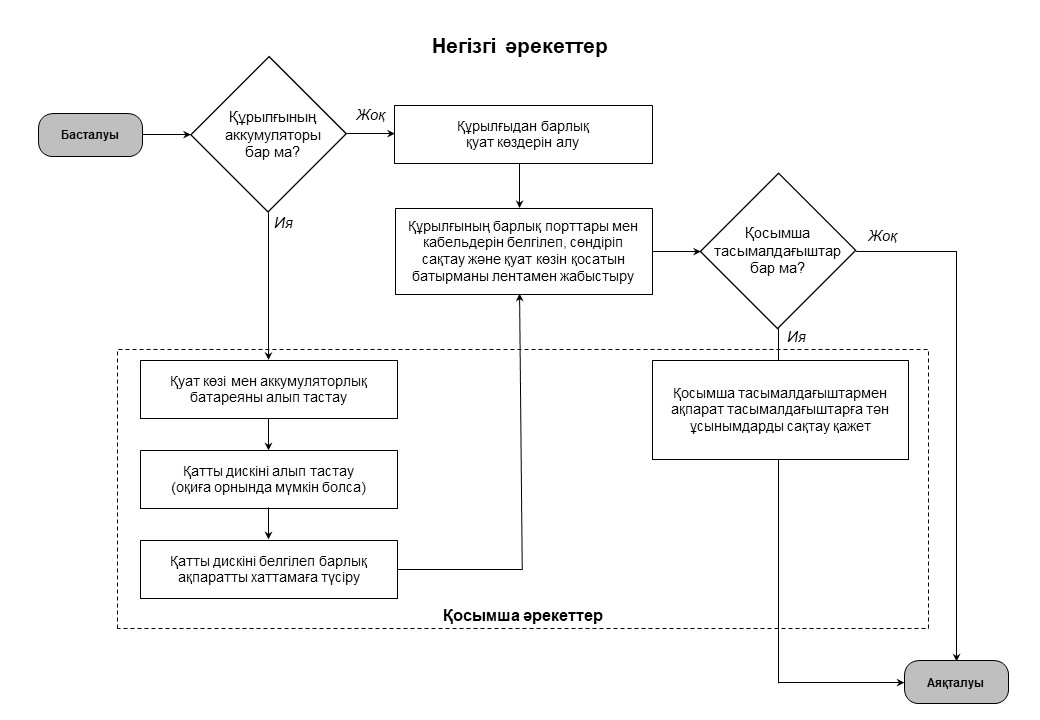 Негізгі әрекеттер
Басталуы
Құрылғының
аккумуляторы
бар ма?
Жоқ
Ия
Құрылғыдан барлық
қуат көздерін алу
Құрылғының барлық порттары мен
кабельдерін белгілеп, сөндіріп
сақтау және қуат көзін қосатын
батырманы лентамен жабыстыру
Қосымша
тасымалдағыштар
бар ма?
Жоқ
Ия
Қуат көзі мен аккумуляторлық
батареяны алып тастау
Қатты дискіні алып тастау
(оқиға орнында мүмкін болса)
Қатты дискіні белгілеп барлық
ақпаратты хаттамаға түсіру
Қосымша тасымалдағыштармен
ақпарат тасымалдағыштарға тән
ұсынымдарды сақтау қажет
Қосымша әрекеттер
Аяқталуы